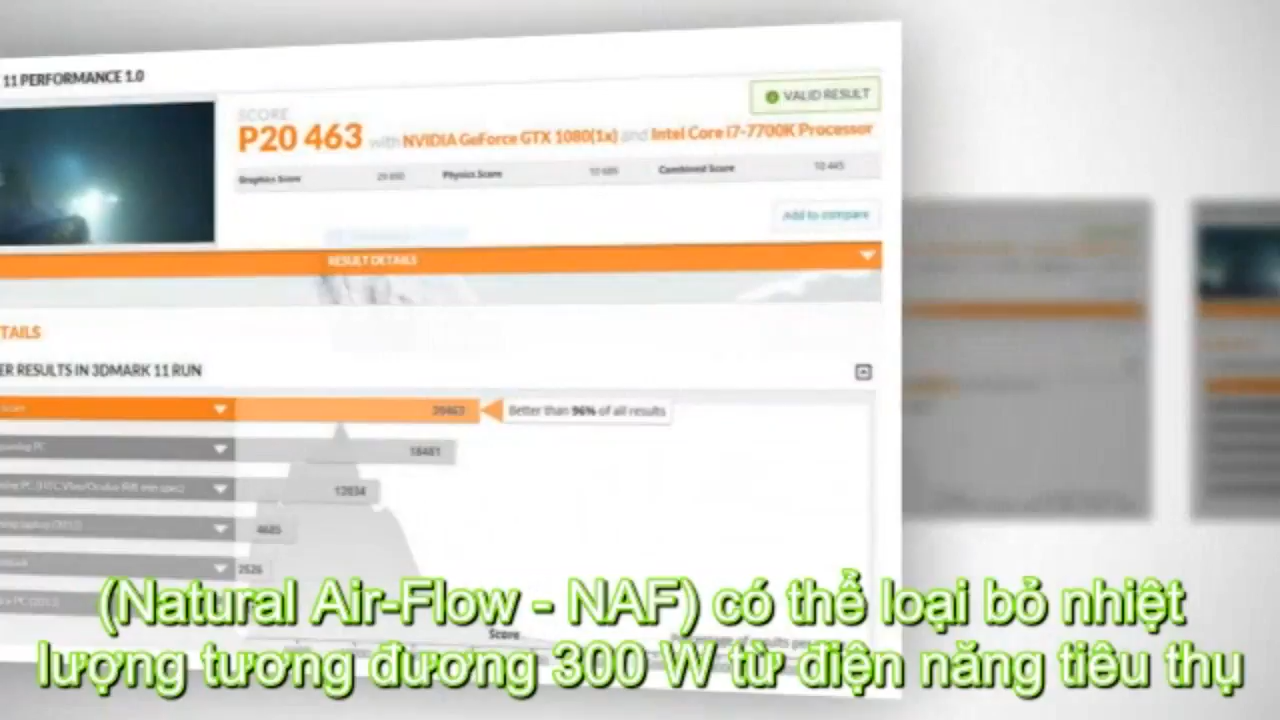 11 PERFORMANCE 1.0
VALID RESULT
SCORE
P20 463 with NVIDIA GeForce GTX 1080(1x) and Intel Core i7-7700K Processor
Graphics Score Physics Score Combined Score 10 445
Add to compare
RESULT DETAILS
TAILS
ER RESULTS IN 3DMARK 11 RUN
20463 Better than 96% of all results
18481
12034
4685
2526
Score
(Natural Air-Flow - NAF) có thể loại bỏ nhiệt
lượng tương đương 300 W từ điện năng tiêu thụ